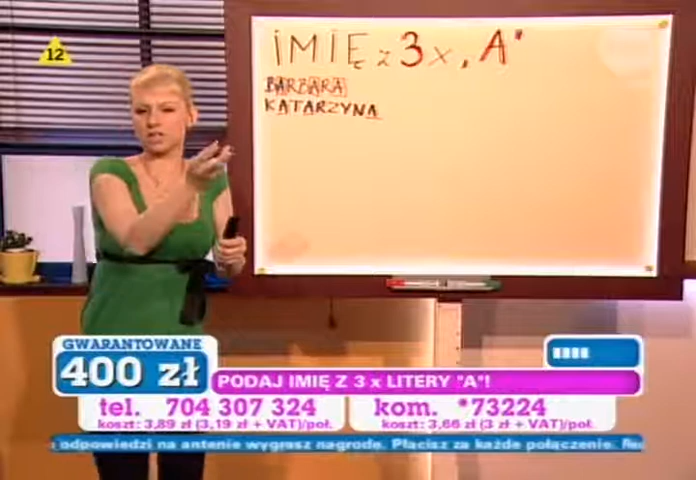 12
İMIĘ z 3 x „A"
BARBARA
KATARZYNA
GWARANTOWANE
400 zł
PODAJ IMIĘ Z 3 x LITERY "A"!
tel. 704 307 324
koszt: 3,89 zł (3,19 zł + VAT)/poł.
kom. *73224
koszt: 3,66 zł (3 zł + VAT)/poł.
odpowiedzi na antenie wygrasz nagrodę. Płacisz za każde połączenie.